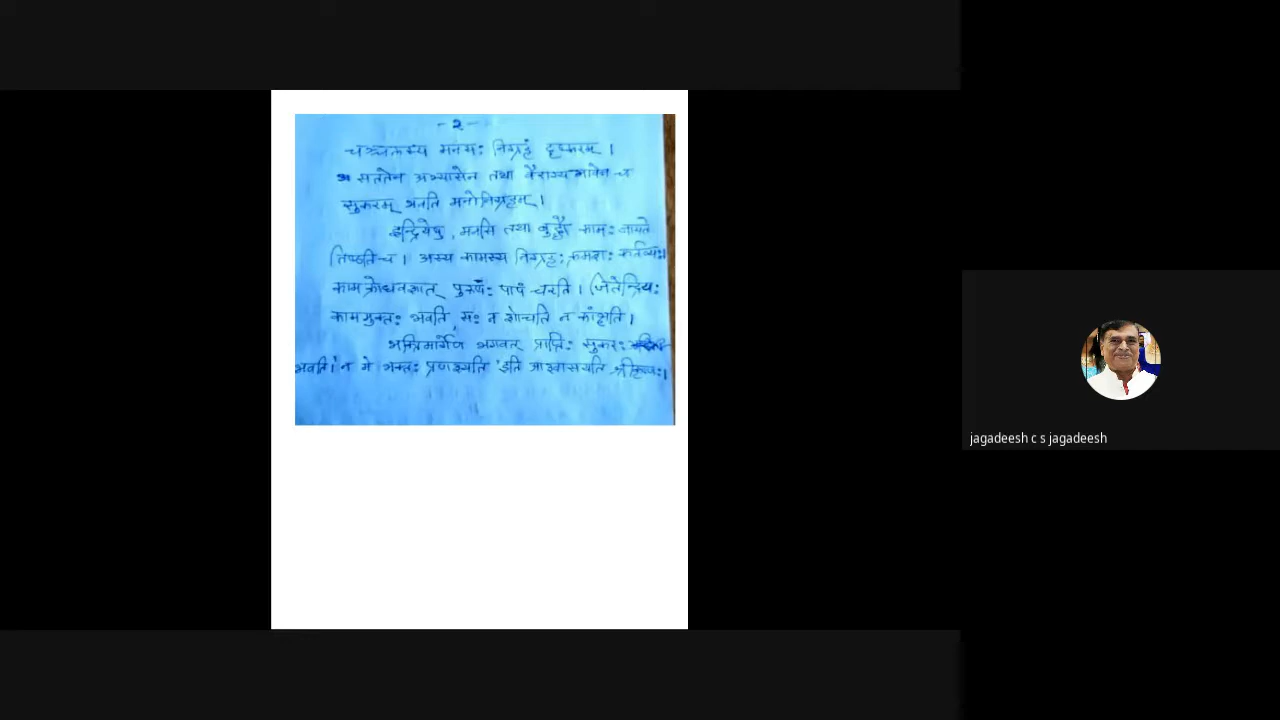 -२-
चञ्चलस्य मनसः निग्रहं दुष्करम् ।
सततेन अभ्यासेन तथा वैराग्यभावेन च
सुकरम् भवति मनोनिग्रहम् ।
इन्द्रियेषु, मनसि तथा बुद्धौ कामः जायते
तिष्ठति च । अस्य कामस्य निग्रहः क्रमशः कर्तव्यः।
कामक्रोधवशात् पुरुषः पापं चरति । जितेन्द्रियः
काममुक्तः भवति, सः न शोचति न कांक्षति ।
भक्तिमार्गेण भगवत् प्राप्तिः सुकरः
भवति। 'न मे भक्तः प्रणश्यति' इति आश्वासयति श्रीकृष्णः।
jagadeesh c s jagadeesh